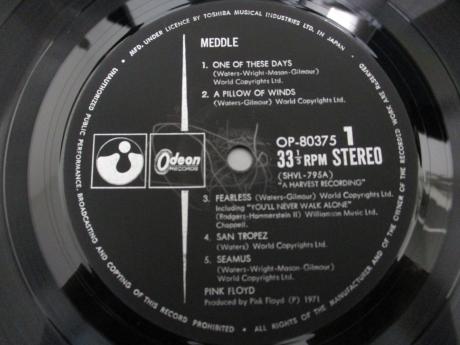 MFD. UNDER LICENCE BY TOSHIBA MUSICAL INDUSTRIES LTD. IN JAPAN.
ALL RIGHTS OF THE MANUFACTURER AND OF THE OWNER OF THE RECORDED WORK ARE RESERVED
UNAUTHORIZED PUBLIC PERFORMANCE, BROADCASTING AND COPYING OF THIS RECORD PROHIBITED
MEDDLE
1. ONE OF THESE DAYS
(Waters-Wright-Mason-Gilmour)
World Copyrights Ltd.
2. A PILLOW OF WINDS
(Waters-Gilmour) World Copyrights Ltd.
Odeon
RECORDS
OP-80375 1
33 1/3 RPM STEREO
(SHVL-795A)
"A HARVEST RECORDING"
3. FEARLESS (Waters-Gilmour) World Copyrights Ltd.
Including "YOU'LL NEVER WALK ALONE"
(Rodgers-Hammerstein II) Williamson Music Ltd.
Chappell.
4. SAN TROPEZ
(Waters) World Copyrights Ltd.
5. SEAMUS
(Waters-Wright-Mason-Gilmour)
World Copyrights Ltd.
PINK FLOYD
Produced by Pink Floyd (P) 1971